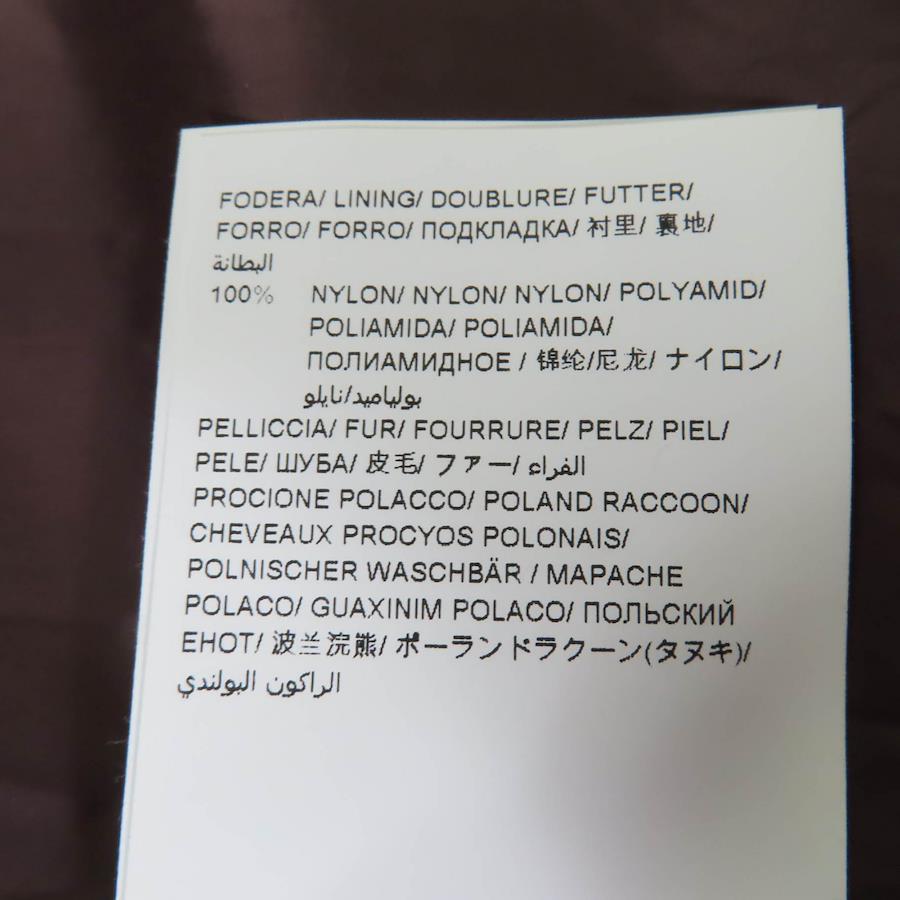 FODERA/ LINING/ DOUBLURE/ FUTTER/
FORRO/ FORRO/ ПОДКЛАДКА/ 衬里/ 裏地/
البطانة
100% NYLON/ NYLON/ NYLON/ POLYAMID/
POLIAMIDA/ POLIAMIDA/
ПОЛИАМИДНОЕ / 锦纶/尼龙/ ナイロン/
بولياميد/نايلو
PELLICCIA/ FUR/ FOURRURE/ PELZ/ PIEL/
PELE/ ШУБА/ 皮毛/ ファー/ الفراء
PROCIONE POLACCO/ POLAND RACCOON/
CHEVEAUX PROCYOS POLONAIS/
POLNISCHER WASCHBÄR / MAPACHE
POLACO/ GUAXINIM POLACO/ ПОЛЬСКИЙ
ЕНОТ/ 波兰浣熊/ ポーランドラクーン(タヌキ)/
الراكون البولندي